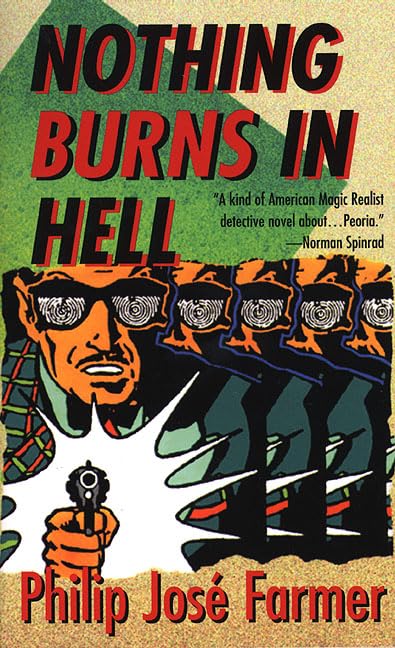 NOTHING
BURNS IN
HELL
"A kind of American Magic Realist
detective novel about...Peoria."
—Norman Spinrad
Philip José Farmer